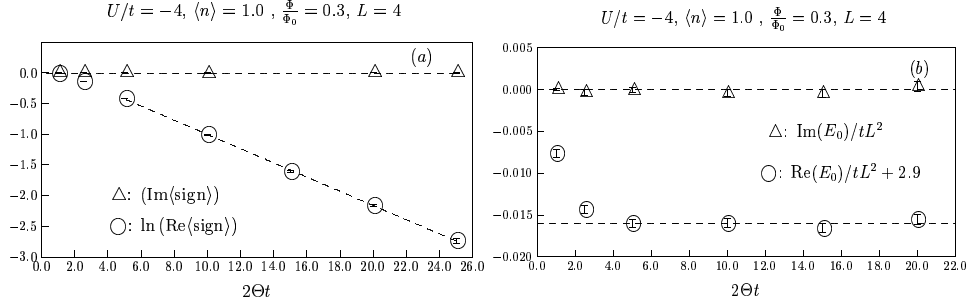 U/t = −4, ⟨n⟩ = 1.0 , Φ/Φ₀ = 0.3, L = 4
(a)
0.0
−0.5
−1.0
−1.5
−2.0
−2.5
−3.0
△: (Im⟨sign⟩)
○: ln (Re⟨sign⟩)
0.0 2.0 4.0 6.0 8.0 10.0 12.0 14.0 16.0 18.0 20.0 22.0 24.0 26.0
2Θt
U/t = −4, ⟨n⟩ = 1.0 , Φ/Φ₀ = 0.3, L = 4
(b)
0.005
0.000
−0.005
−0.010
−0.015
−0.020
△: Im(E₀)/tL²
○: Re(E₀)/tL² + 2.9
0.0 2.0 4.0 6.0 8.0 10.0 12.0 14.0 16.0 18.0 20.0 22.0
2Θt